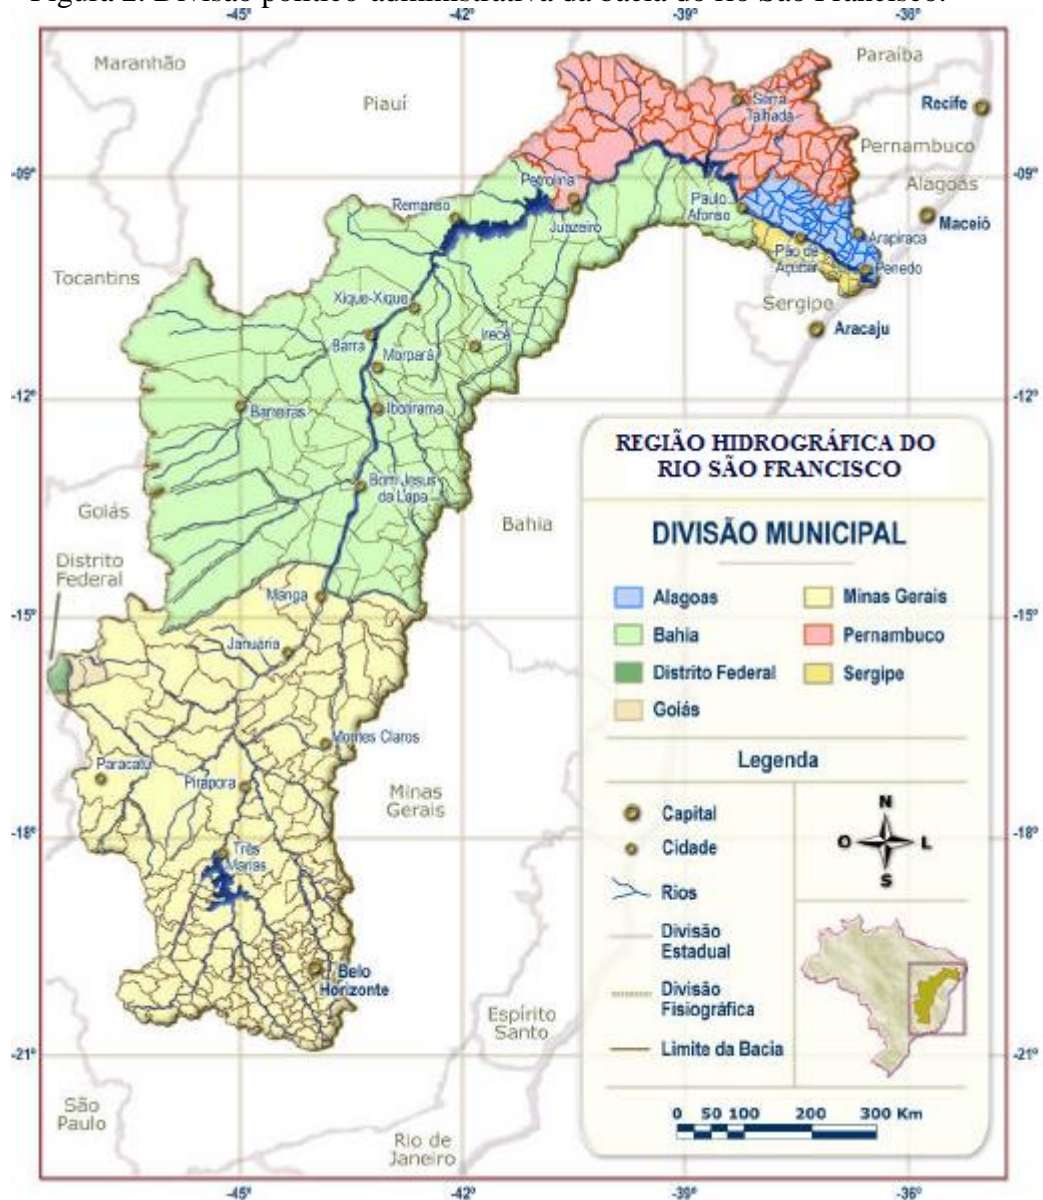 Figura 2. Divisão político-administrativa da bacia do rio São Francisco.
-45°
-42°
-39°
-36°
Maranhão
Piauí
Paraíba
Recife
Serra
Talhada
Pernambuco
-09°
-09°
Petrolina
Alagoas
Remanso
Paulo
Afonso
Juazeiro
Maceió
Arapiraca
Pão de
Açúcar
Penedo
Tocantins
Xique-Xique
Sergipe
Aracaju
Barra
Irecê
Morpará
-12°
-12°
Barreiras
Ibotirama
Bom Jesus
da Lapa
Goiás
Bahia
Distrito
Federal
Manga
-15°
-15°
Januária
Montes Claros
Paracatu
Pirapora
Minas
Gerais
-18°
-18°
Três
Marias
Belo
Horizonte
Espírito
Santo
-21°
-21°
São
Paulo
Rio de
Janeiro
-45°
-42°
-39°
-36°
REGIÃO HIDROGRÁFICA DO
RIO SÃO FRANCISCO
DIVISÃO MUNICIPAL
Alagoas
Bahia
Distrito Federal
Goiás
Minas Gerais
Pernambuco
Sergipe
Legenda
Capital
Cidade
Rios
Divisão
Estadual
Divisão
Fisiográfica
Limite da Bacia
N
O
L
S
0 50 100 200 300 Km